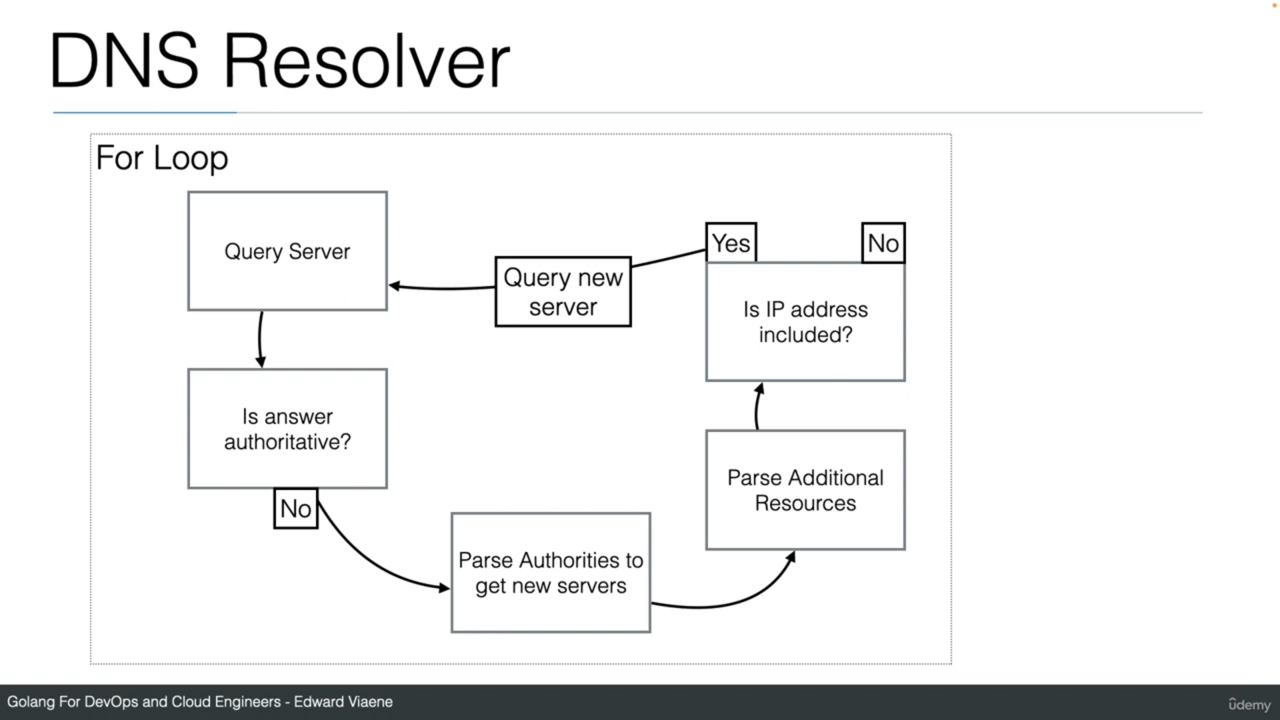 DNS Resolver
For Loop
Query Server
Is answer
authoritative?
No
Parse Authorities to
get new servers
Parse Additional
Resources
Is IP address
included?
Yes
No
Query new
server
Golang For DevOps and Cloud Engineers - Edward Viaene
ûdemy